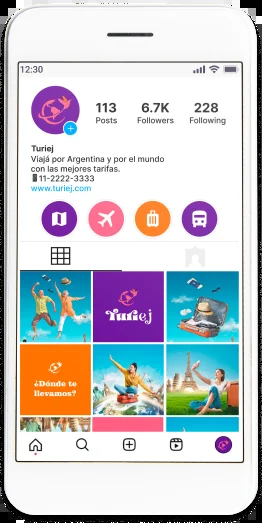 12:30
113 6.7K 228
Posts Followers Following
Turiej
Viajá por Argentina y por el mundo
con las mejores tarifas.
11-2222-3333
www.turiej.com
Turiej
¿Dónde te
llevamos?